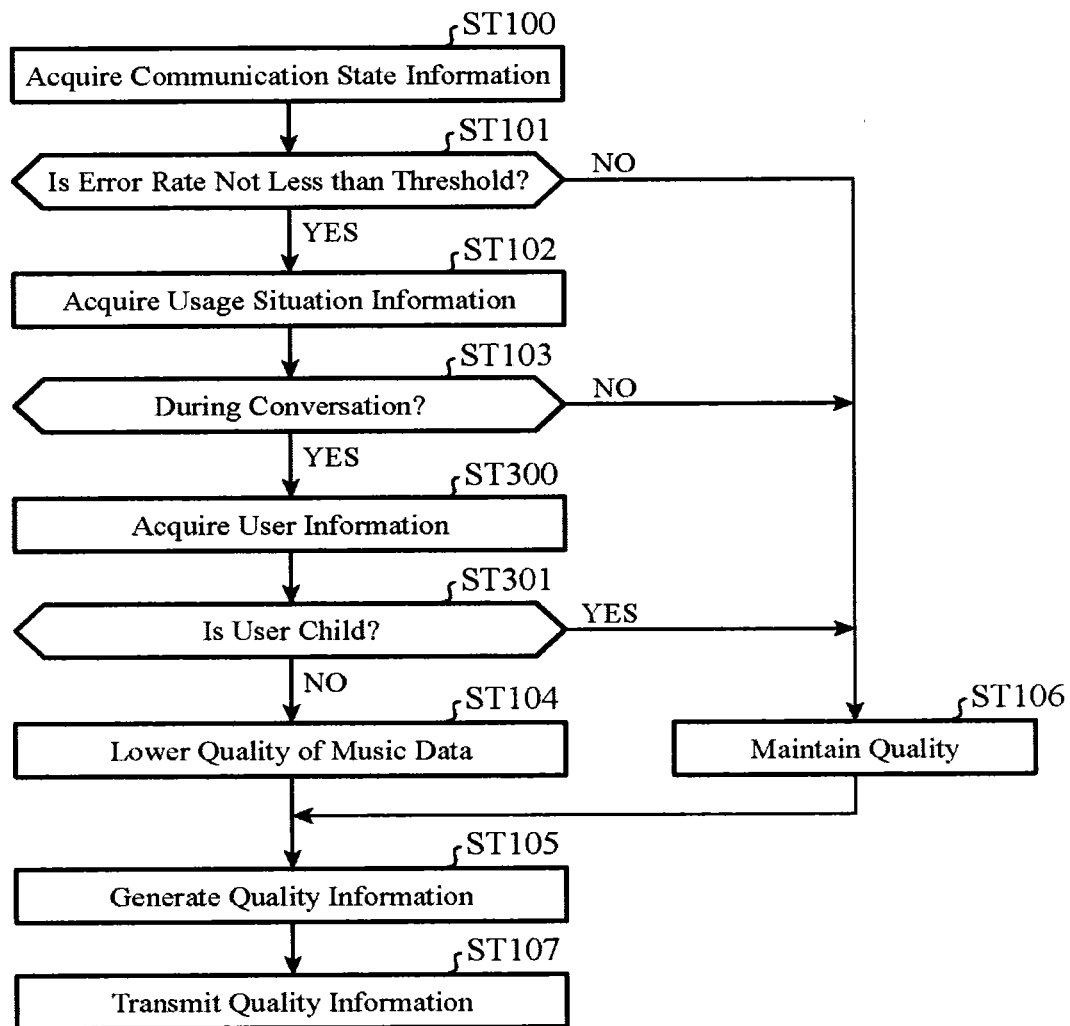 ST100
Acquire Communication State Information
ST101
Is Error Rate Not Less than Threshold?
NO
YES
ST102
Acquire Usage Situation Information
ST103
During Conversation?
NO
YES
ST300
Acquire User Information
ST301
Is User Child?
YES
NO
ST104
Lower Quality of Music Data
ST106
Maintain Quality
ST105
Generate Quality Information
ST107
Transmit Quality Information